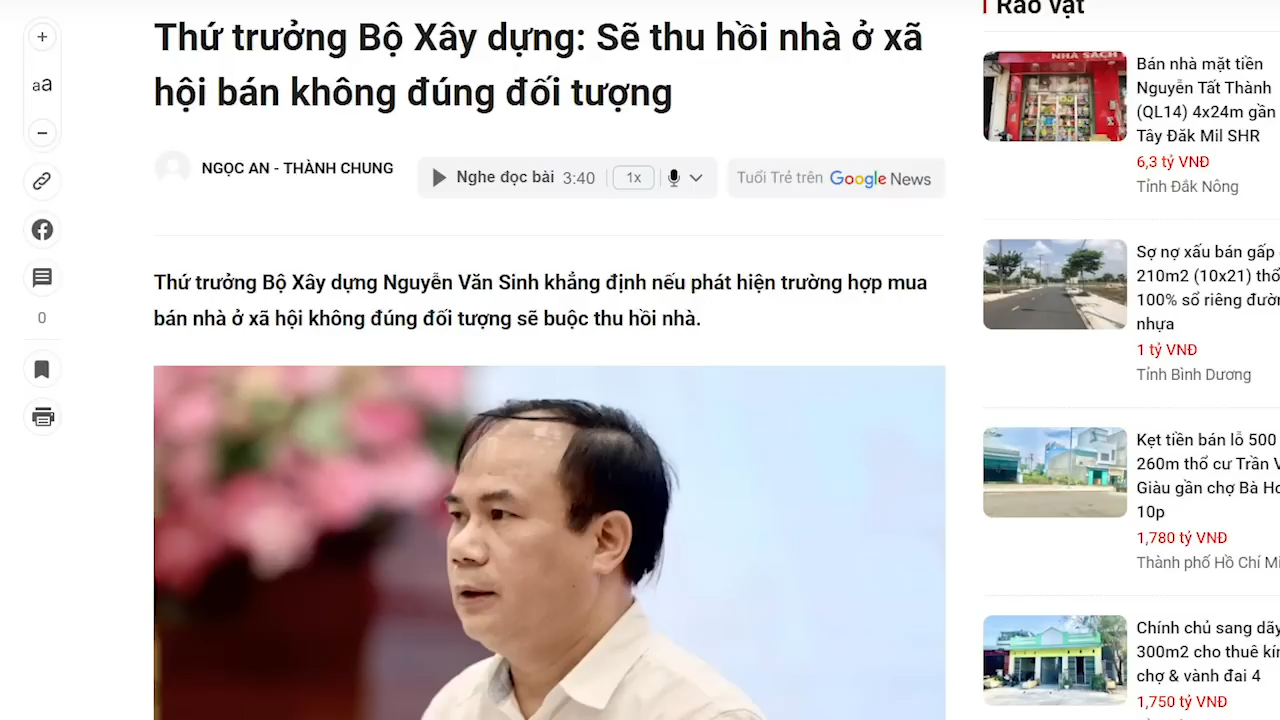 Thứ trưởng Bộ Xây dựng: Sẽ thu hồi nhà ở xã
hội bán không đúng đối tượng
NGỌC AN - THÀNH CHUNG
Nghe đọc bài 3:40 1x
Tuổi Trẻ trên Google News
Thứ trưởng Bộ Xây dựng Nguyễn Văn Sinh khẳng định nếu phát hiện trường hợp mua
bán nhà ở xã hội không đúng đối tượng sẽ buộc thu hồi nhà.
+
aa
−
0
Rao vặt
NHÀ SÁCH
Bán nhà mặt tiền
Nguyễn Tất Thành
(QL14) 4x24m gần
Tây Đăk Mil SHR
6,3 tỷ VNĐ
Tỉnh Đắk Nông
Sợ nợ xấu bán gấp
210m2 (10x21) thổ
100% sổ riêng
nhựa
1 tỷ VNĐ
Tỉnh Bình Dương
Kẹt tiền bán lỗ 500
260m thổ cư Trần
Giàu gần chợ Bà
10p
1,780 tỷ VNĐ
Thành phố Hồ Chí
Chính chủ sang dãy
300m2 cho thuê
chợ & vành đai 4
1,750 tỷ VNĐ